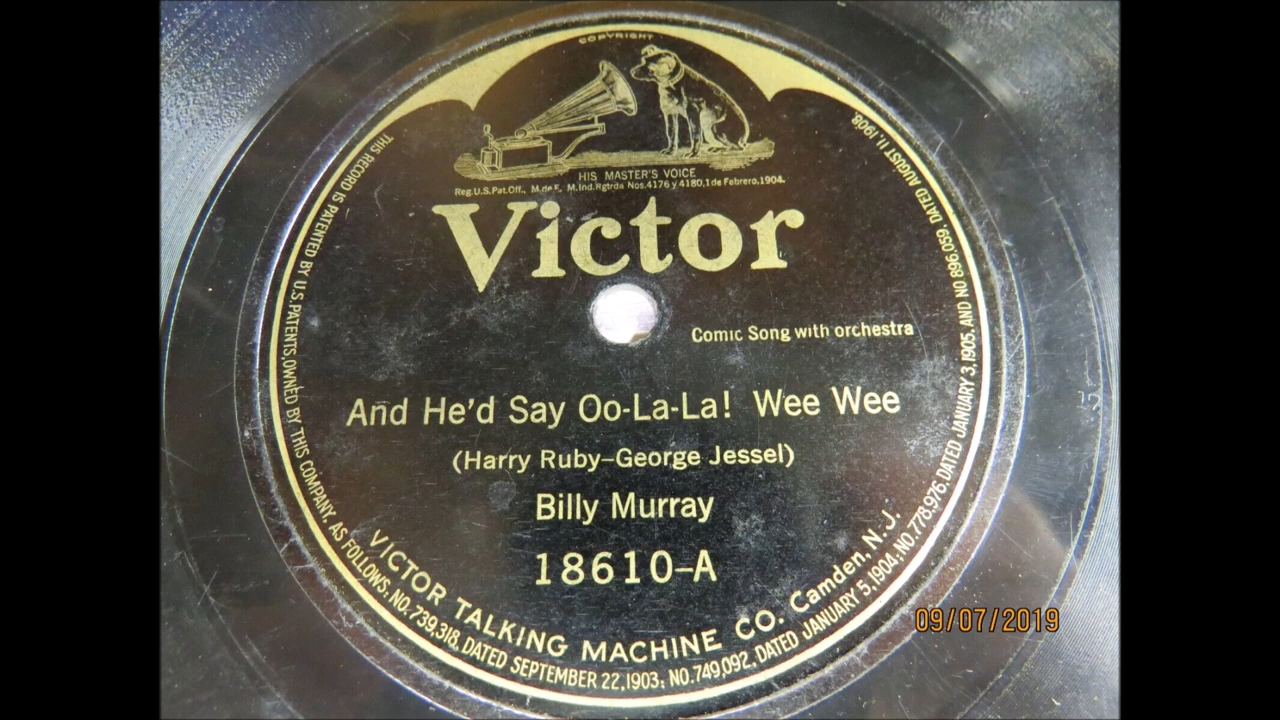 COPYRIGHT
HIS MASTER'S VOICE
Reg.U.S.Pat.Off., M.de F. M.Ind.Rgtrda Nos.4176 y 4180,1 de Febrero,1904.
Victor
Comic Song with orchestra
And He'd Say Oo-La-La! Wee Wee
(Harry Ruby–George Jessel)
Billy Murray
18610–A
VICTOR TALKING MACHINE CO. Camden, N.J.
THIS RECORD IS PATENTED BY U.S.PATENTS,OWNED BY THIS COMPANY, AS FOLLOWS: NO.739,318, DATED SEPTEMBER 22,1903; NO.749,092, DATED JANUARY 5,1904; NO.778,976, DATED JANUARY 3,1905, AND NO.896,059, DATED AUGUST 11, 1908.
09/07/2019